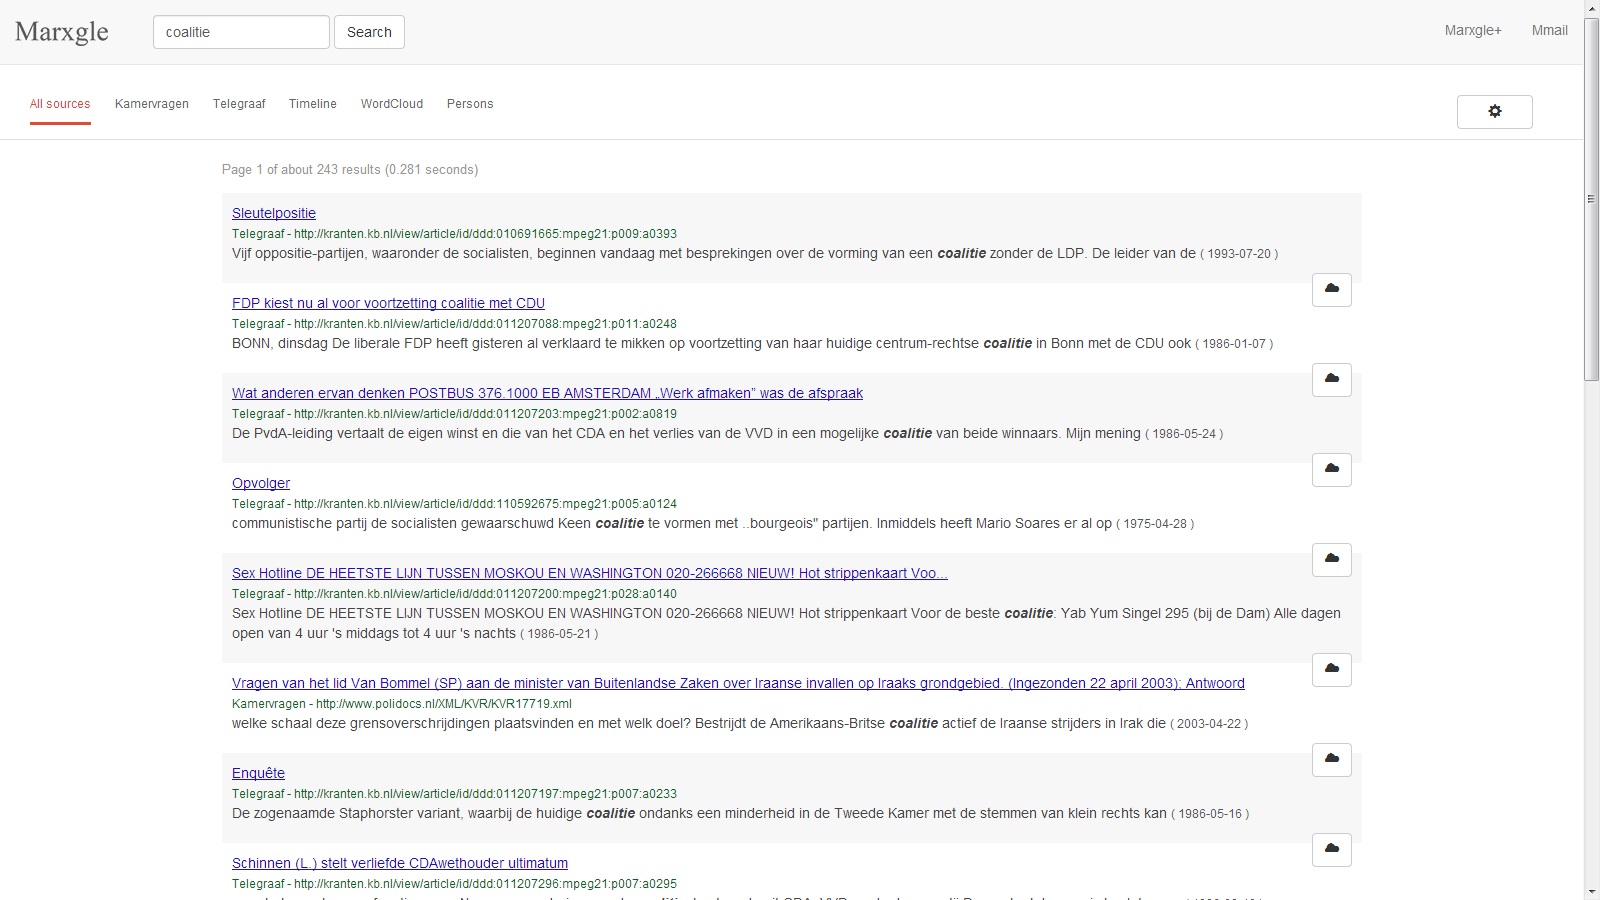 Marxgle
coalitie
Search
Marxgle+
Mmail
All sources
Kamervragen
Telegraaf
Timeline
WordCloud
Persons
Page 1 of about 243 results (0.281 seconds)
Sleutelpositie
Telegraaf - http://kranten.kb.nl/view/article/id/ddd:010691665:mpeg21:p009:a0393
Vijf oppositie-partijen, waaronder de socialisten, beginnen vandaag met besprekingen over de vorming van een coalitie zonder de LDP. De leider van de ( 1993-07-20 )
FDP kiest nu al voor voortzetting coalitie met CDU
Telegraaf - http://kranten.kb.nl/view/article/id/ddd:011207088:mpeg21:p011:a0248
BONN, dinsdag De liberale FDP heeft gisteren al verklaard te mikken op voortzetting van haar huidige centrum-rechtse coalitie in Bonn met de CDU ook ( 1986-01-07 )
Wat anderen ervan denken POSTBUS 376.1000 EB AMSTERDAM „Werk afmaken” was de afspraak
Telegraaf - http://kranten.kb.nl/view/article/id/ddd:011207203:mpeg21:p002:a0819
De PvdA-leiding vertaalt de eigen winst en die van het CDA en het verlies van de VVD in een mogelijke coalitie van beide winnaars. Mijn mening ( 1986-05-24 )
Opvolger
Telegraaf - http://kranten.kb.nl/view/article/id/ddd:110592675:mpeg21:p005:a0124
communistische partij de socialisten gewaarschuwd Keen coalitie te vormen met ..bourgeois" partijen. Inmiddels heeft Mario Soares er al op ( 1975-04-28 )
Sex Hotline DE HEETSTE LIJN TUSSEN MOSKOU EN WASHINGTON 020-266668 NIEUW! Hot strippenkaart Voo...
Telegraaf - http://kranten.kb.nl/view/article/id/ddd:011207200:mpeg21:p028:a0140
Sex Hotline DE HEETSTE LIJN TUSSEN MOSKOU EN WASHINGTON 020-266668 NIEUW! Hot strippenkaart Voor de beste coalitie: Yab Yum Singel 295 (bij de Dam) Alle dagen
open van 4 uur 's middags tot 4 uur 's nachts ( 1986-05-21 )
Vragen van het lid Van Bommel (SP) aan de minister van Buitenlandse Zaken over Iraanse invallen op Iraaks grondgebied. (Ingezonden 22 april 2003); Antwoord
Kamervragen - http://www.polidocs.nl/XML/KVR/KVR17719.xml
welke schaal deze grensoverschrijdingen plaatsvinden en met welk doel? Bestrijdt de Amerikaans-Britse coalitie actief de Iraanse strijders in Irak die ( 2003-04-22 )
Enquête
Telegraaf - http://kranten.kb.nl/view/article/id/ddd:011207197:mpeg21:p007:a0233
De zogenaamde Staphorster variant, waarbij de huidige coalitie ondanks een minderheid in de Tweede Kamer met de stemmen van klein rechts kan ( 1986-05-16 )
Schinnen (L.) stelt verliefde CDAwethouder ultimatum
Telegraaf - http://kranten.kb.nl/view/article/id/ddd:011207296:mpeg21:p007:a0295